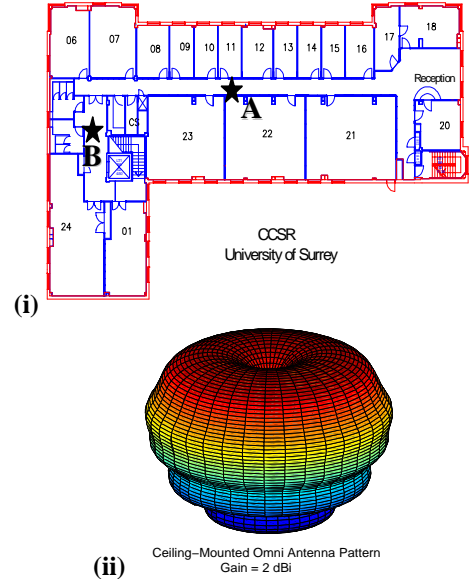 06
07
08
09
10
11
12
13
14
15
16
17
18
Reception
A
B
CS
23
22
21
20
24
01
CCSR
University of Surrey
(i)
Ceiling−Mounted Omni Antenna Pattern
Gain = 2 dBi
(ii)